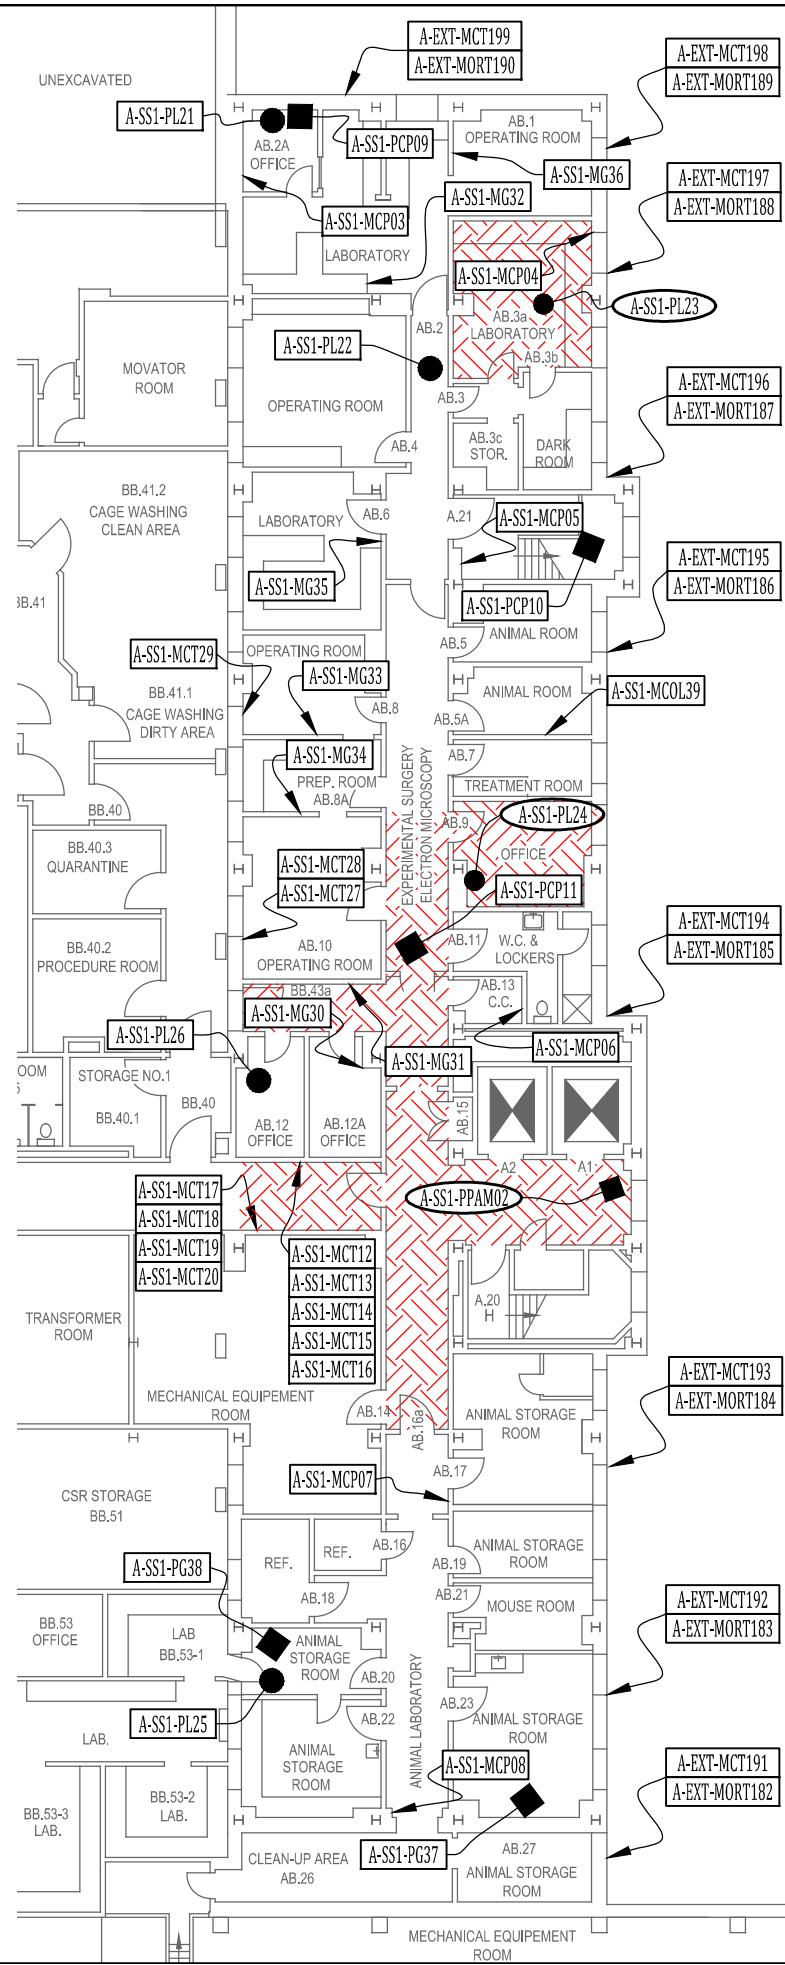 A-EXT-MCT199
A-EXT-MORT190
A-EXT-MCT198
A-EXT-MORT189
UNEXCAVATED
A-SS1-PL21
A-SS1-PCP09
AB.2A
OFFICE
AB.1
OPERATING ROOM
A-SS1-MG36
A-SS1-MCP03
A-SS1-MG32
A-EXT-MCT197
A-EXT-MORT188
LABORATORY
A-SS1-MCP04
A-SS1-PL23
AB.3a
LABORATORY
AB.2
A-SS1-PL22
AB.3b
MOVATOR
ROOM
A-EXT-MCT196
A-EXT-MORT187
OPERATING ROOM
AB.3
AB.4
AB.3c
STOR.
DARK
ROOM
BB.41.2
CAGE WASHING
CLEAN AREA
LABORATORY
AB.6
A.21
A-SS1-MCP05
A-EXT-MCT195
A-EXT-MORT186
A-SS1-MG35
A-SS1-PCP10
BB.41
AB.5
ANIMAL ROOM
A-SS1-MCT29
OPERATING ROOM
A-SS1-MG33
BB.41.1
CAGE WASHING
DIRTY AREA
ANIMAL ROOM
A-SS1-MCOL39
AB.8
AB.5A
A-SS1-MG34
PREP. ROOM
AB.8A
AB.7
TREATMENT ROOM
EXPERIMENTAL SURGERY
ELECTRON MICROSCOPY
BB.40
AB.9
A-SS1-PL24
OFFICE
BB.40.3
QUARANTINE
A-SS1-MCT28
A-SS1-MCT27
A-SS1-PCP11
BB.40.2
PROCEDURE ROOM
AB.10
OPERATING ROOM
AB.11
W.C. &
LOCKERS
A-EXT-MCT194
A-EXT-MORT185
BB.43a
AB.13
C.C.
A-SS1-MG30
A-SS1-PL26
A-SS1-MG31
A-SS1-MCP06
OOM
STORAGE NO.1
BB.40.1
BB.40
AB.12
OFFICE
AB.12A
OFFICE
AB.15
A2
A1
A-SS1-PPAM02
A-SS1-MCT17
A-SS1-MCT18
A-SS1-MCT19
A-SS1-MCT20
A-SS1-MCT12
A-SS1-MCT13
A-SS1-MCT14
A-SS1-MCT15
A-SS1-MCT16
A.20
TRANSFORMER
ROOM
A-EXT-MCT193
A-EXT-MORT184
MECHANICAL EQUIPEMENT
ROOM
AB.14
AB.16a
ANIMAL STORAGE
ROOM
AB.17
A-SS1-MCP07
CSR STORAGE
BB.51
REF.
REF.
AB.16
ANIMAL STORAGE
ROOM
AB.19
A-SS1-PG38
AB.18
AB.21
MOUSE ROOM
A-EXT-MCT192
A-EXT-MORT183
BB.53
OFFICE
LAB
BB.53-1
ANIMAL
STORAGE
ROOM
AB.20
A-SS1-PL25
AB.22
AB.23
ANIMAL STORAGE
ROOM
ANIMAL LABORATORY
LAB.
ANIMAL
STORAGE
ROOM
A-SS1-MCP08
A-EXT-MCT191
A-EXT-MORT182
BB.53-3
LAB.
BB.53-2
LAB.
A-SS1-PG37
CLEAN-UP AREA
AB.26
AB.27
ANIMAL STORAGE
ROOM
MECHANICAL EQUIPEMENT
ROOM